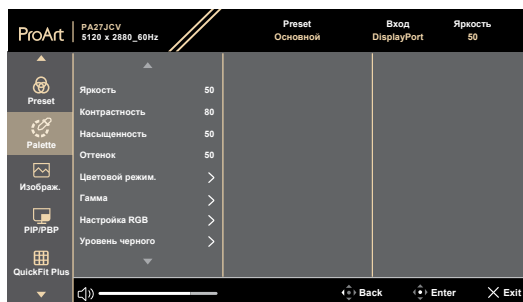 ProArt
PA27JCV
5120 x 2880_60Hz
Preset
Основной
Вход
DisplayPort
Яркость
50
Preset
Palette
Изображ.
PIP/PBP
QuickFit Plus
Яркость 50
Контрастность 80
Насыщенность 50
Оттенок 50
Цветовой режим.
Гамма
Настройка RGB
Уровень черного
Back
Enter
Exit